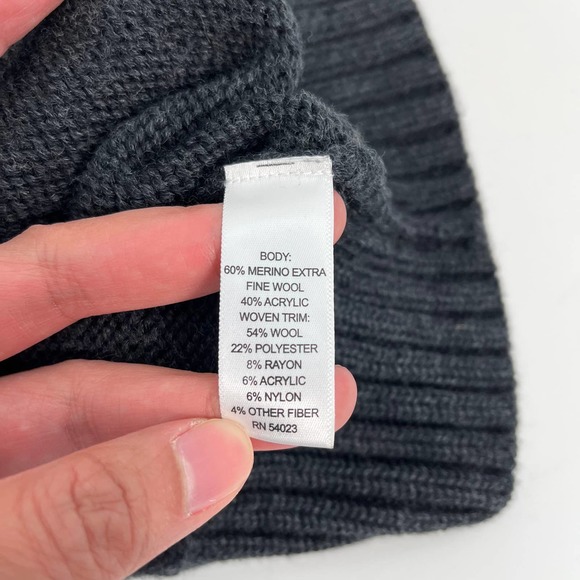 BODY:
60% MERINO EXTRA
FINE WOOL
40% ACRYLIC
WOVEN TRIM:
54% WOOL
22% POLYESTER
8% RAYON
6% ACRYLIC
6% NYLON
4% OTHER FIBER
RN 54023